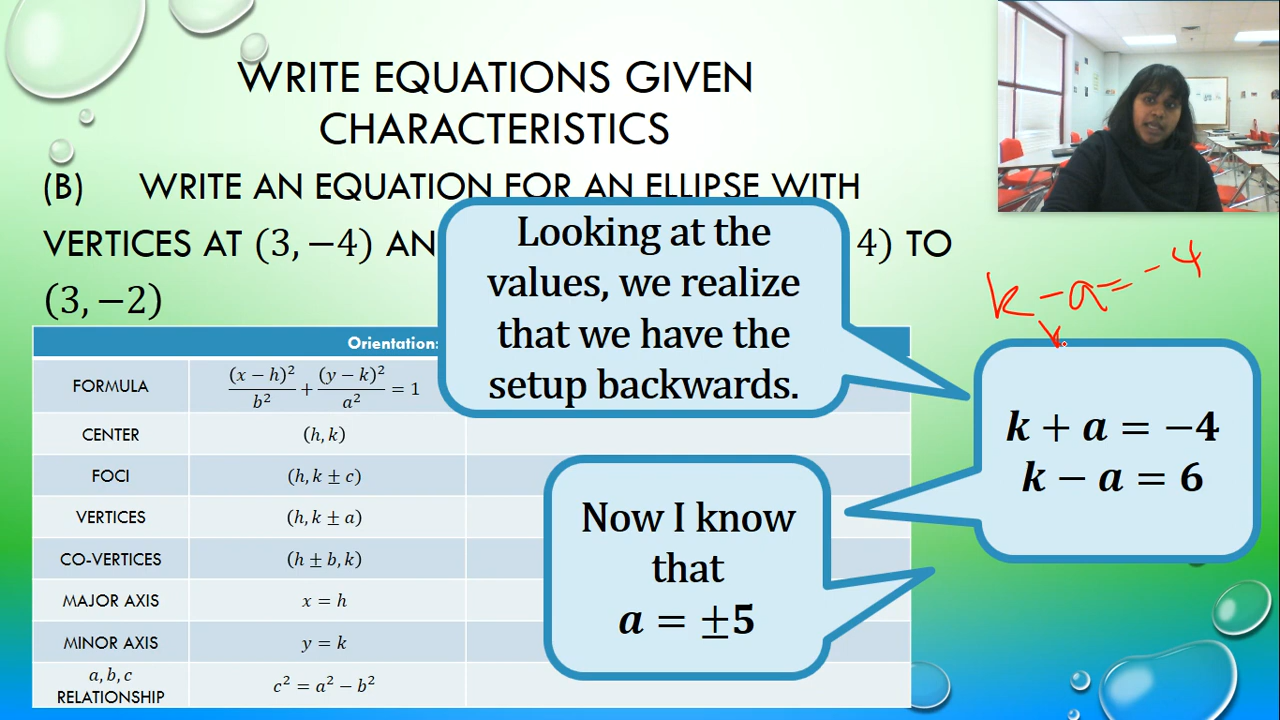 WRITE EQUATIONS GIVEN
CHARACTERISTICS
(B) WRITE AN EQUATION FOR AN ELLIPSE WITH
VERTICES AT (3, −4) AN 4) TO
(3, −2)
Looking at the
values, we realize
that we have the
setup backwards.
k − a = −4
k
k + a = −4
k − a = 6
Now I know
that
a = ±5
Orientation:
FORMULA (x − h)²/b² + (y − k)²/a² = 1
CENTER (h, k)
FOCI (h, k ± c)
VERTICES (h, k ± a)
CO-VERTICES (h ± b, k)
MAJOR AXIS x = h
MINOR AXIS y = k
a, b, c
RELATIONSHIP c² = a² − b²